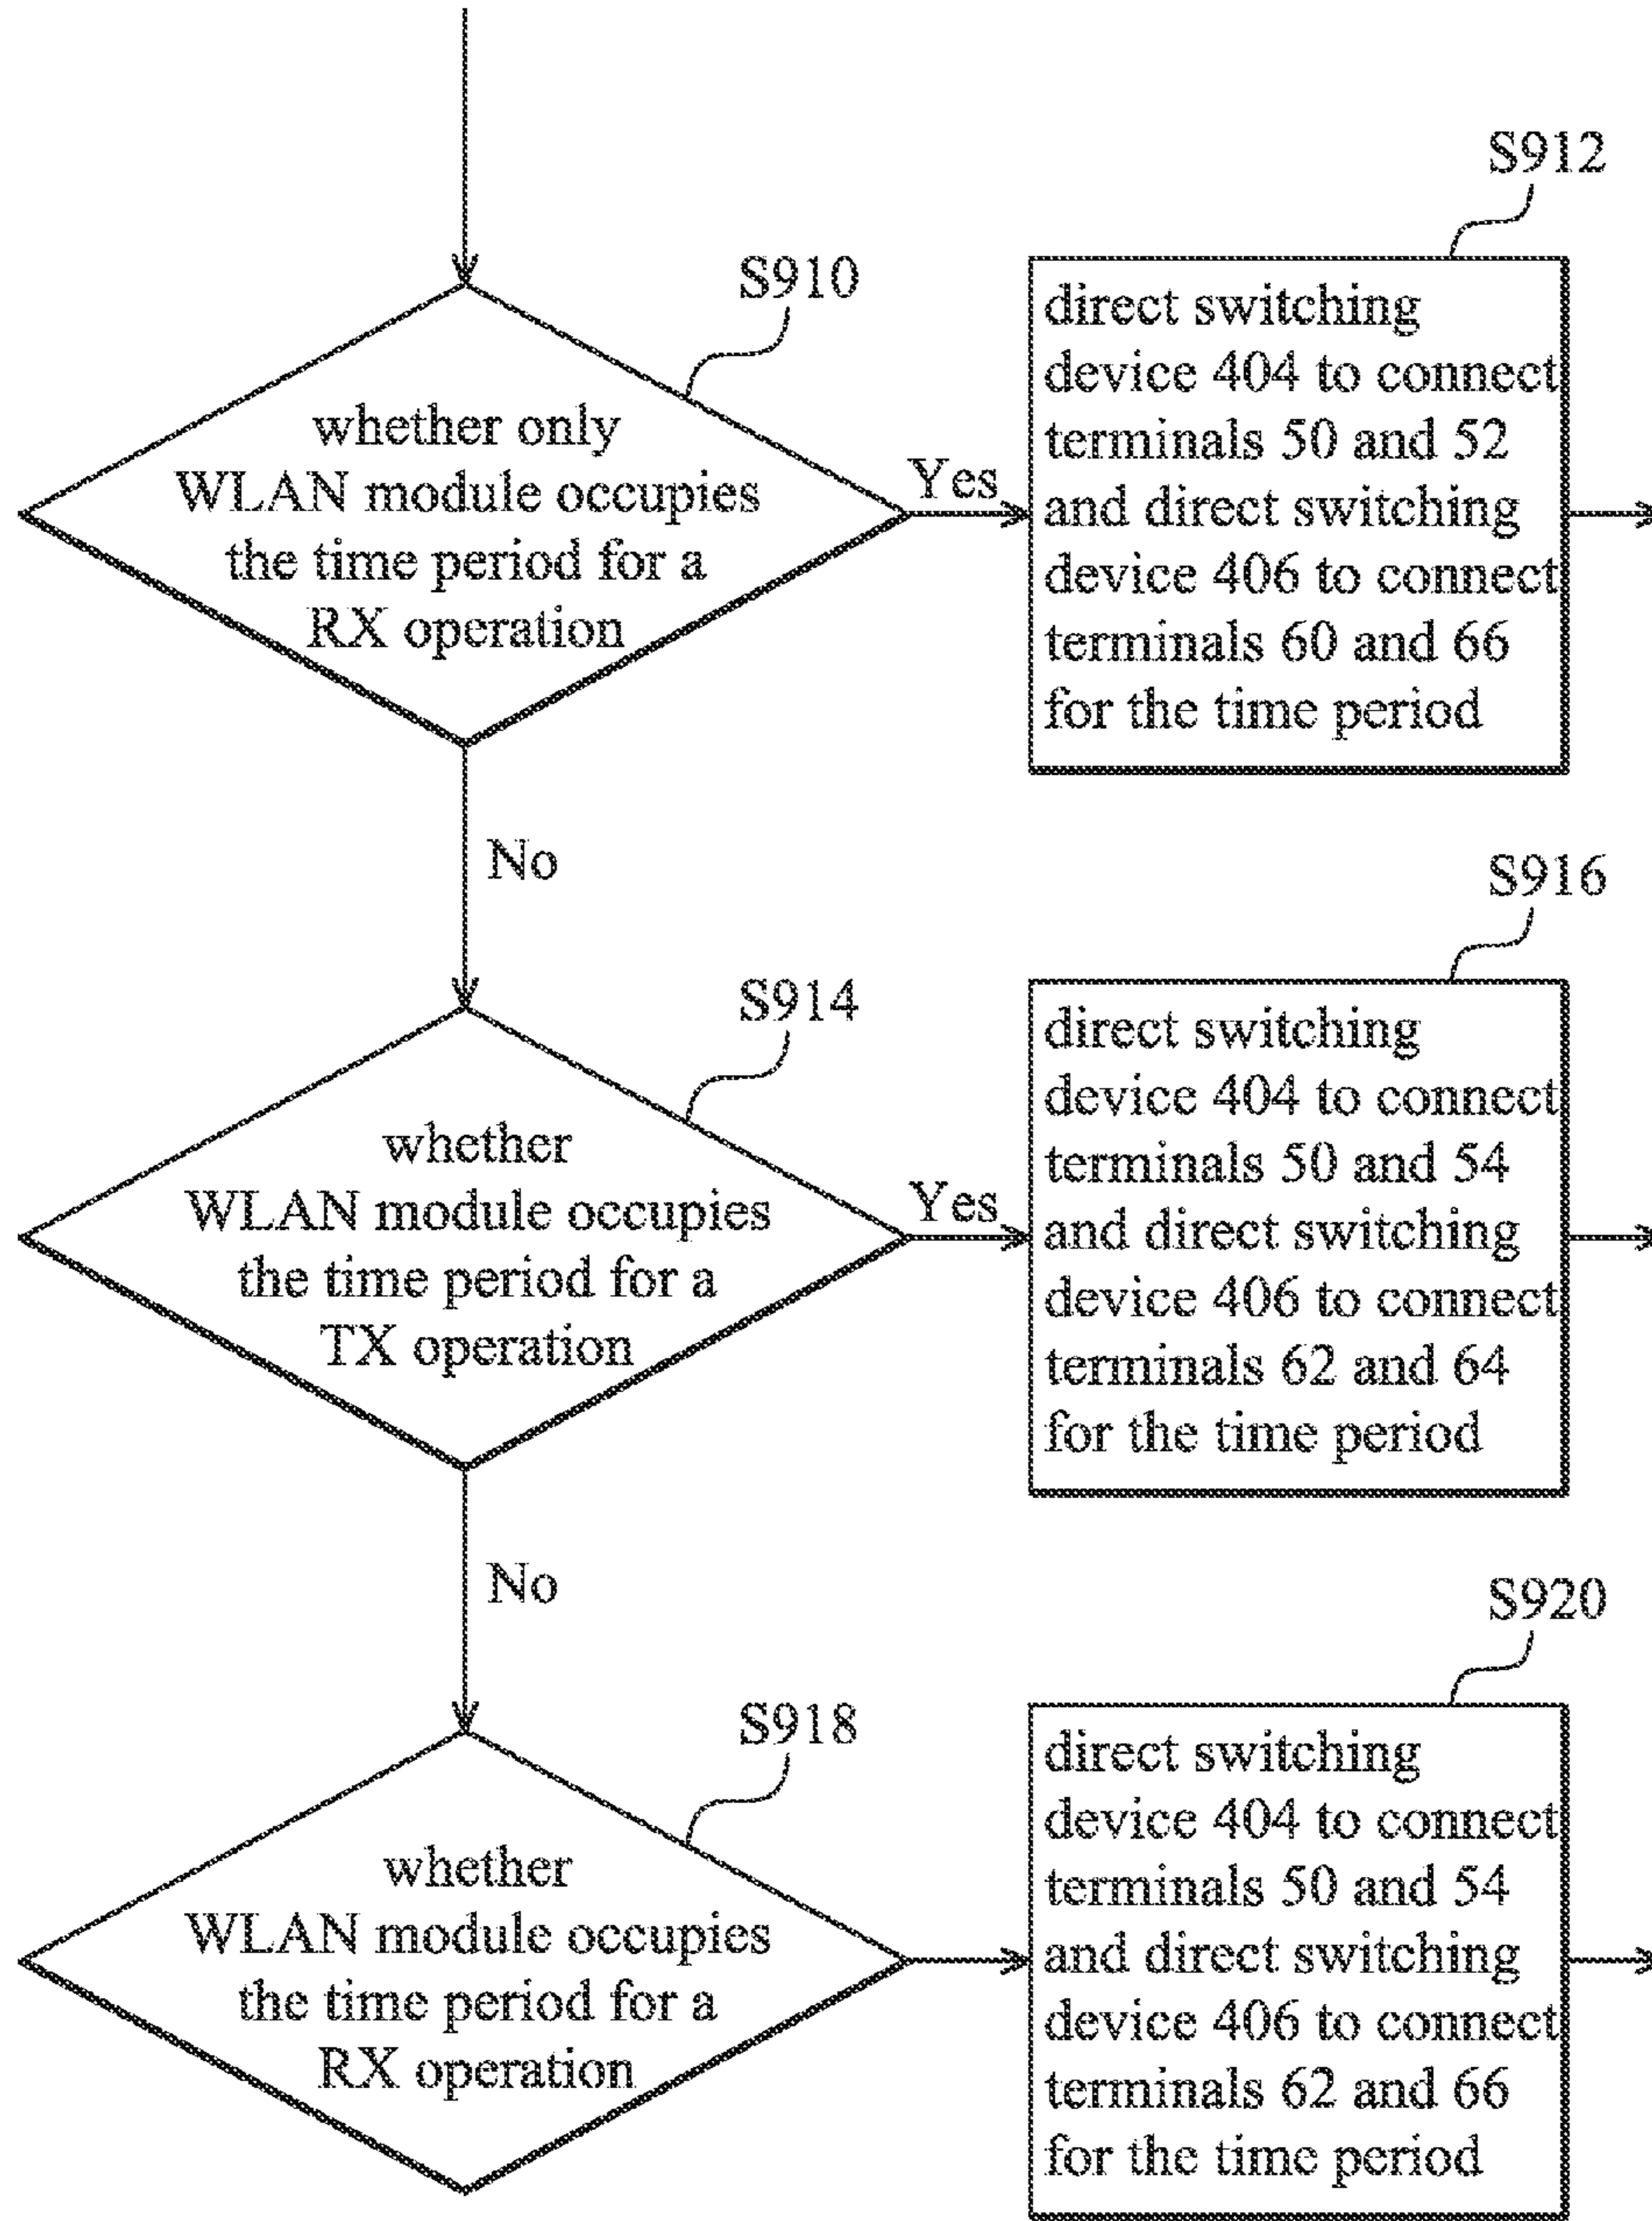 S910
whether only
WLAN module occupies
the time period for a
RX operation
Yes
S912
direct switching
device 404 to connect
terminals 50 and 52
and direct switching
device 406 to connect
terminals 60 and 66
for the time period
No
S914
whether
WLAN module occupies
the time period for a
TX operation
Yes
S916
direct switching
device 404 to connect
terminals 50 and 54
and direct switching
device 406 to connect
terminals 62 and 64
for the time period
No
S918
whether
WLAN module occupies
the time period for a
RX operation
S920
direct switching
device 404 to connect
terminals 50 and 54
and direct switching
device 406 to connect
terminals 62 and 66
for the time period